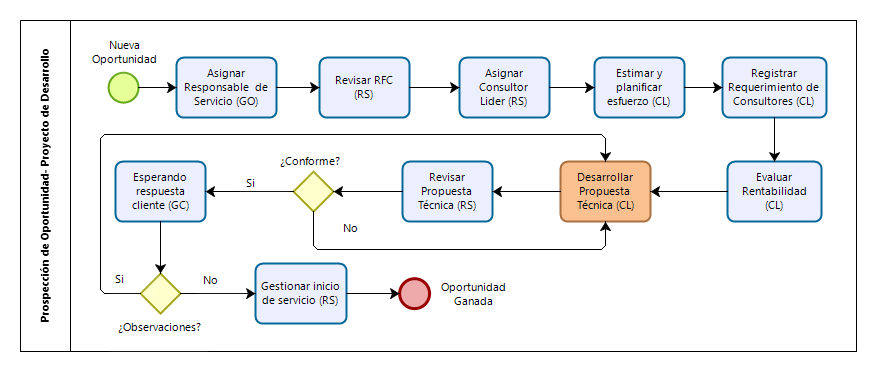 Prospección de Oportunidad- Proyecto de Desarrollo
Nueva
Oportunidad
Asignar
Responsable de
Servicio (GO)
Revisar RFC
(RS)
Asignar
Consultor
Lider (RS)
Estimar y
planificar
esfuerzo (CL)
Registrar
Requerimiento de
Consultores (CL)
Evaluar
Rentabilidad
(CL)
Desarrollar
Propuesta
Técnica (CL)
Revisar
Propuesta
Técnica (RS)
¿Conforme?
Si
No
Esperando
respuesta
cliente (GC)
¿Observaciones?
Si
No
Gestionar inicio
de servicio (RS)
Oportunidad
Ganada